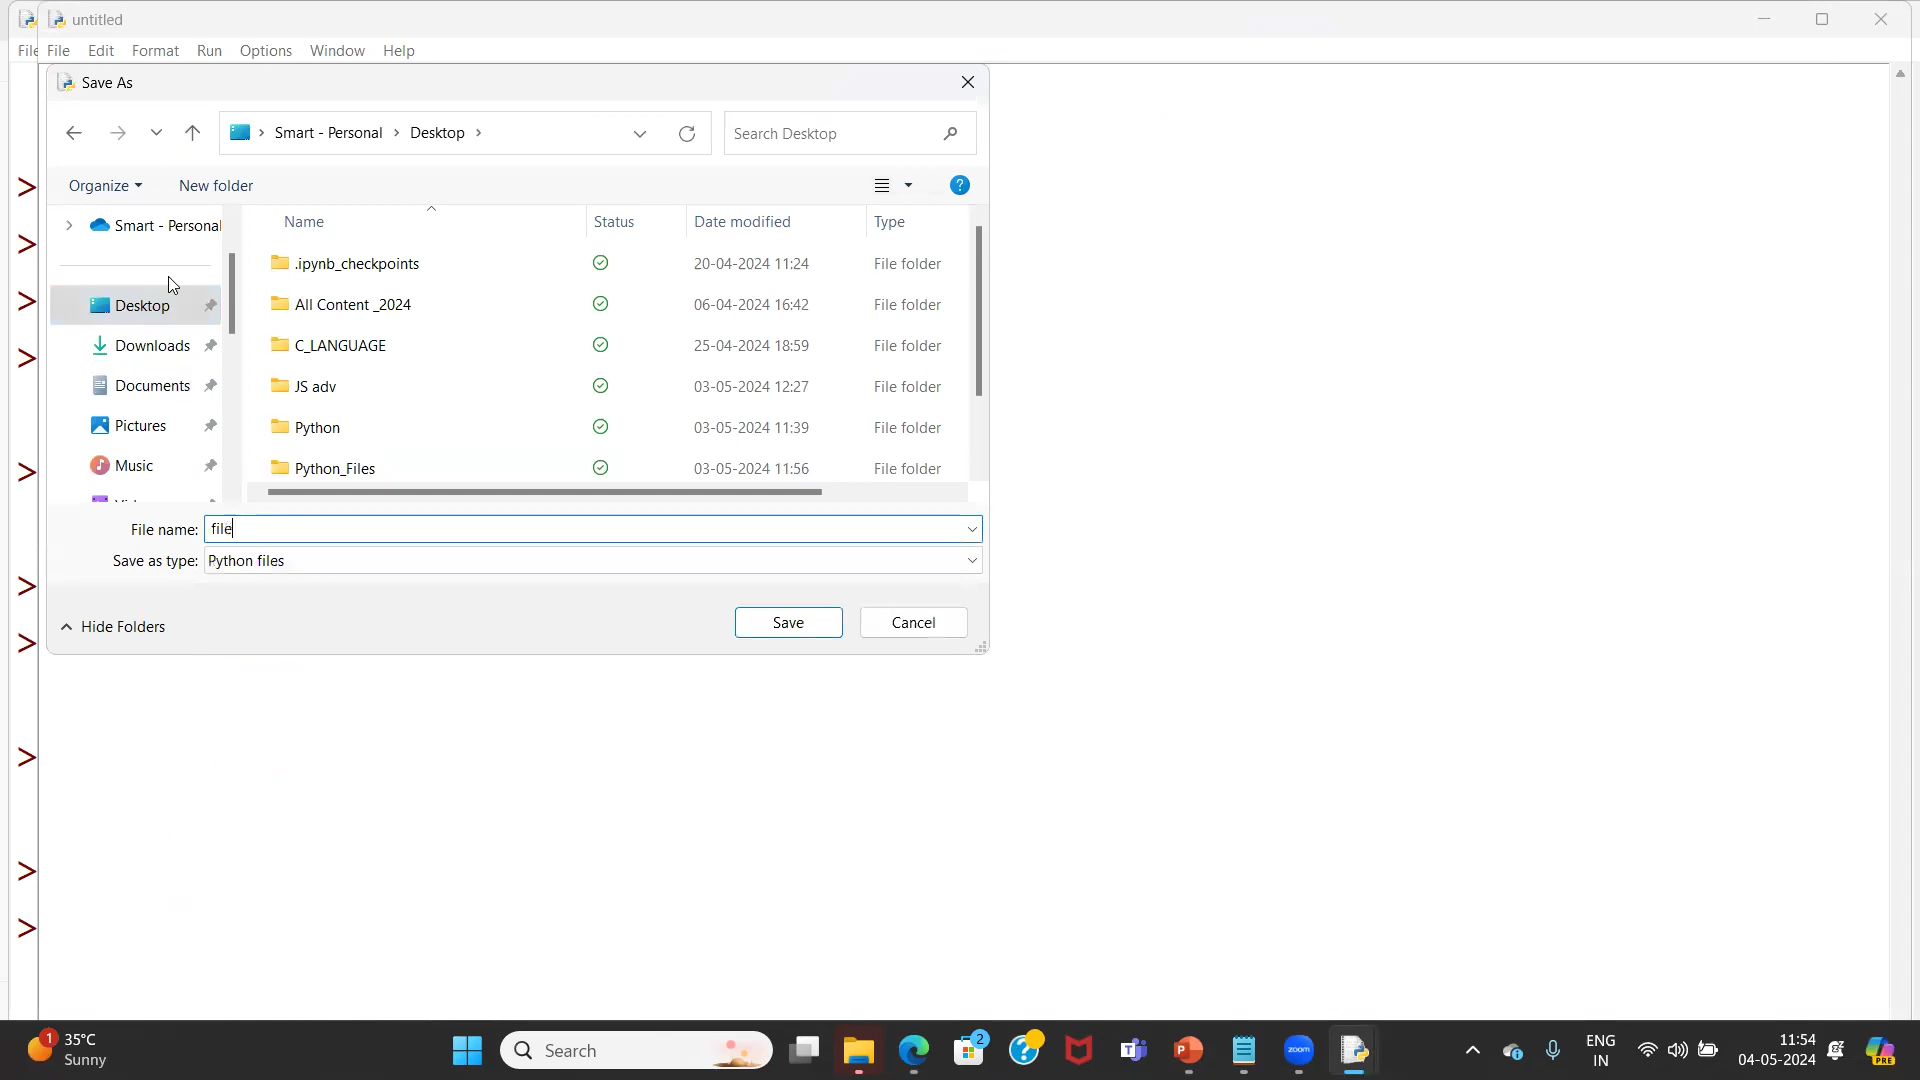 untitled
File
File Edit Format Run Options Window Help
Save As
Smart - Personal Desktop
Search Desktop
Organize New folder
Smart - Personal
Desktop
Downloads
Documents
Pictures
Music
Name Status Date modified Type
.ipynb_checkpoints 20-04-2024 11:24 File folder
All Content _2024 06-04-2024 16:42 File folder
C_LANGUAGE 25-04-2024 18:59 File folder
JS adv 03-05-2024 12:27 File folder
Python 03-05-2024 11:39 File folder
Python_Files 03-05-2024 11:56 File folder
File name: file
Save as type: Python files
Hide Folders
Save Cancel
>
>
>
>
>
>
>
>
>
>
1
35°C
Sunny
Search
2
zoom
ENG
IN
11:54
04-05-2024
PRE